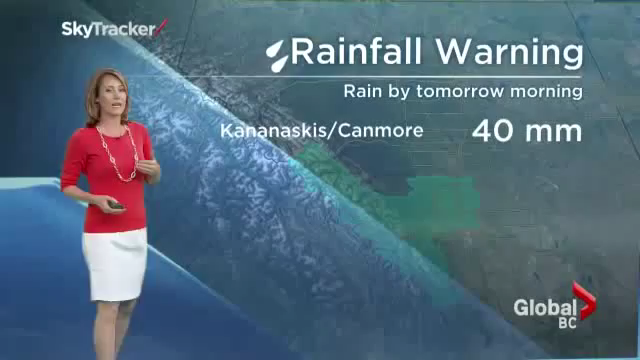 SkyTracker
Rainfall Warning
Rain by tomorrow morning
Kananaskis/Canmore 40 mm
Global
BC